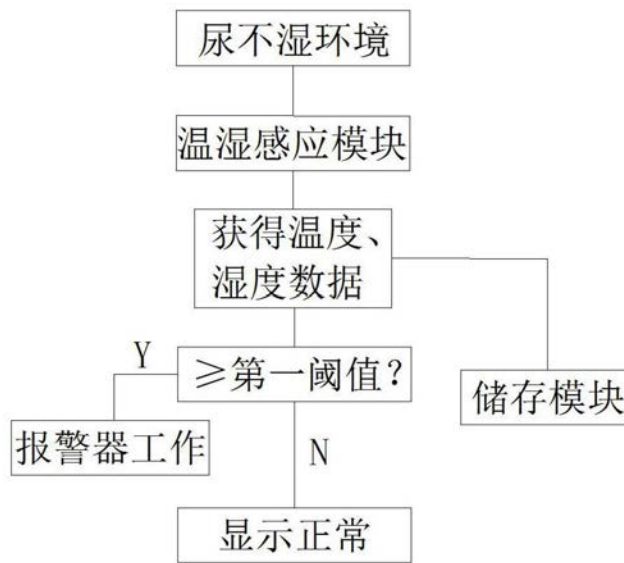 尿不湿环境
温湿感应模块
获得温度、
湿度数据
Y
≥第一阈值?
储存模块
报警器工作
N
显示正常